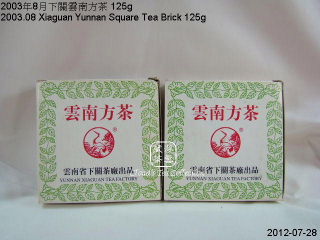 2003年8月下關雲南方茶 125g
2003.08 Xiaguan Yunnan Square Tea Brick 125g
雲南方茶
®
雲南省下關茶廠出品
YUNNAN XIAGUAN TEA FACTORY
雲南方茶
®
雲南省下關茶廠出品
YUNNAN XIAGUAN TEA FACTORY
2012-07-28